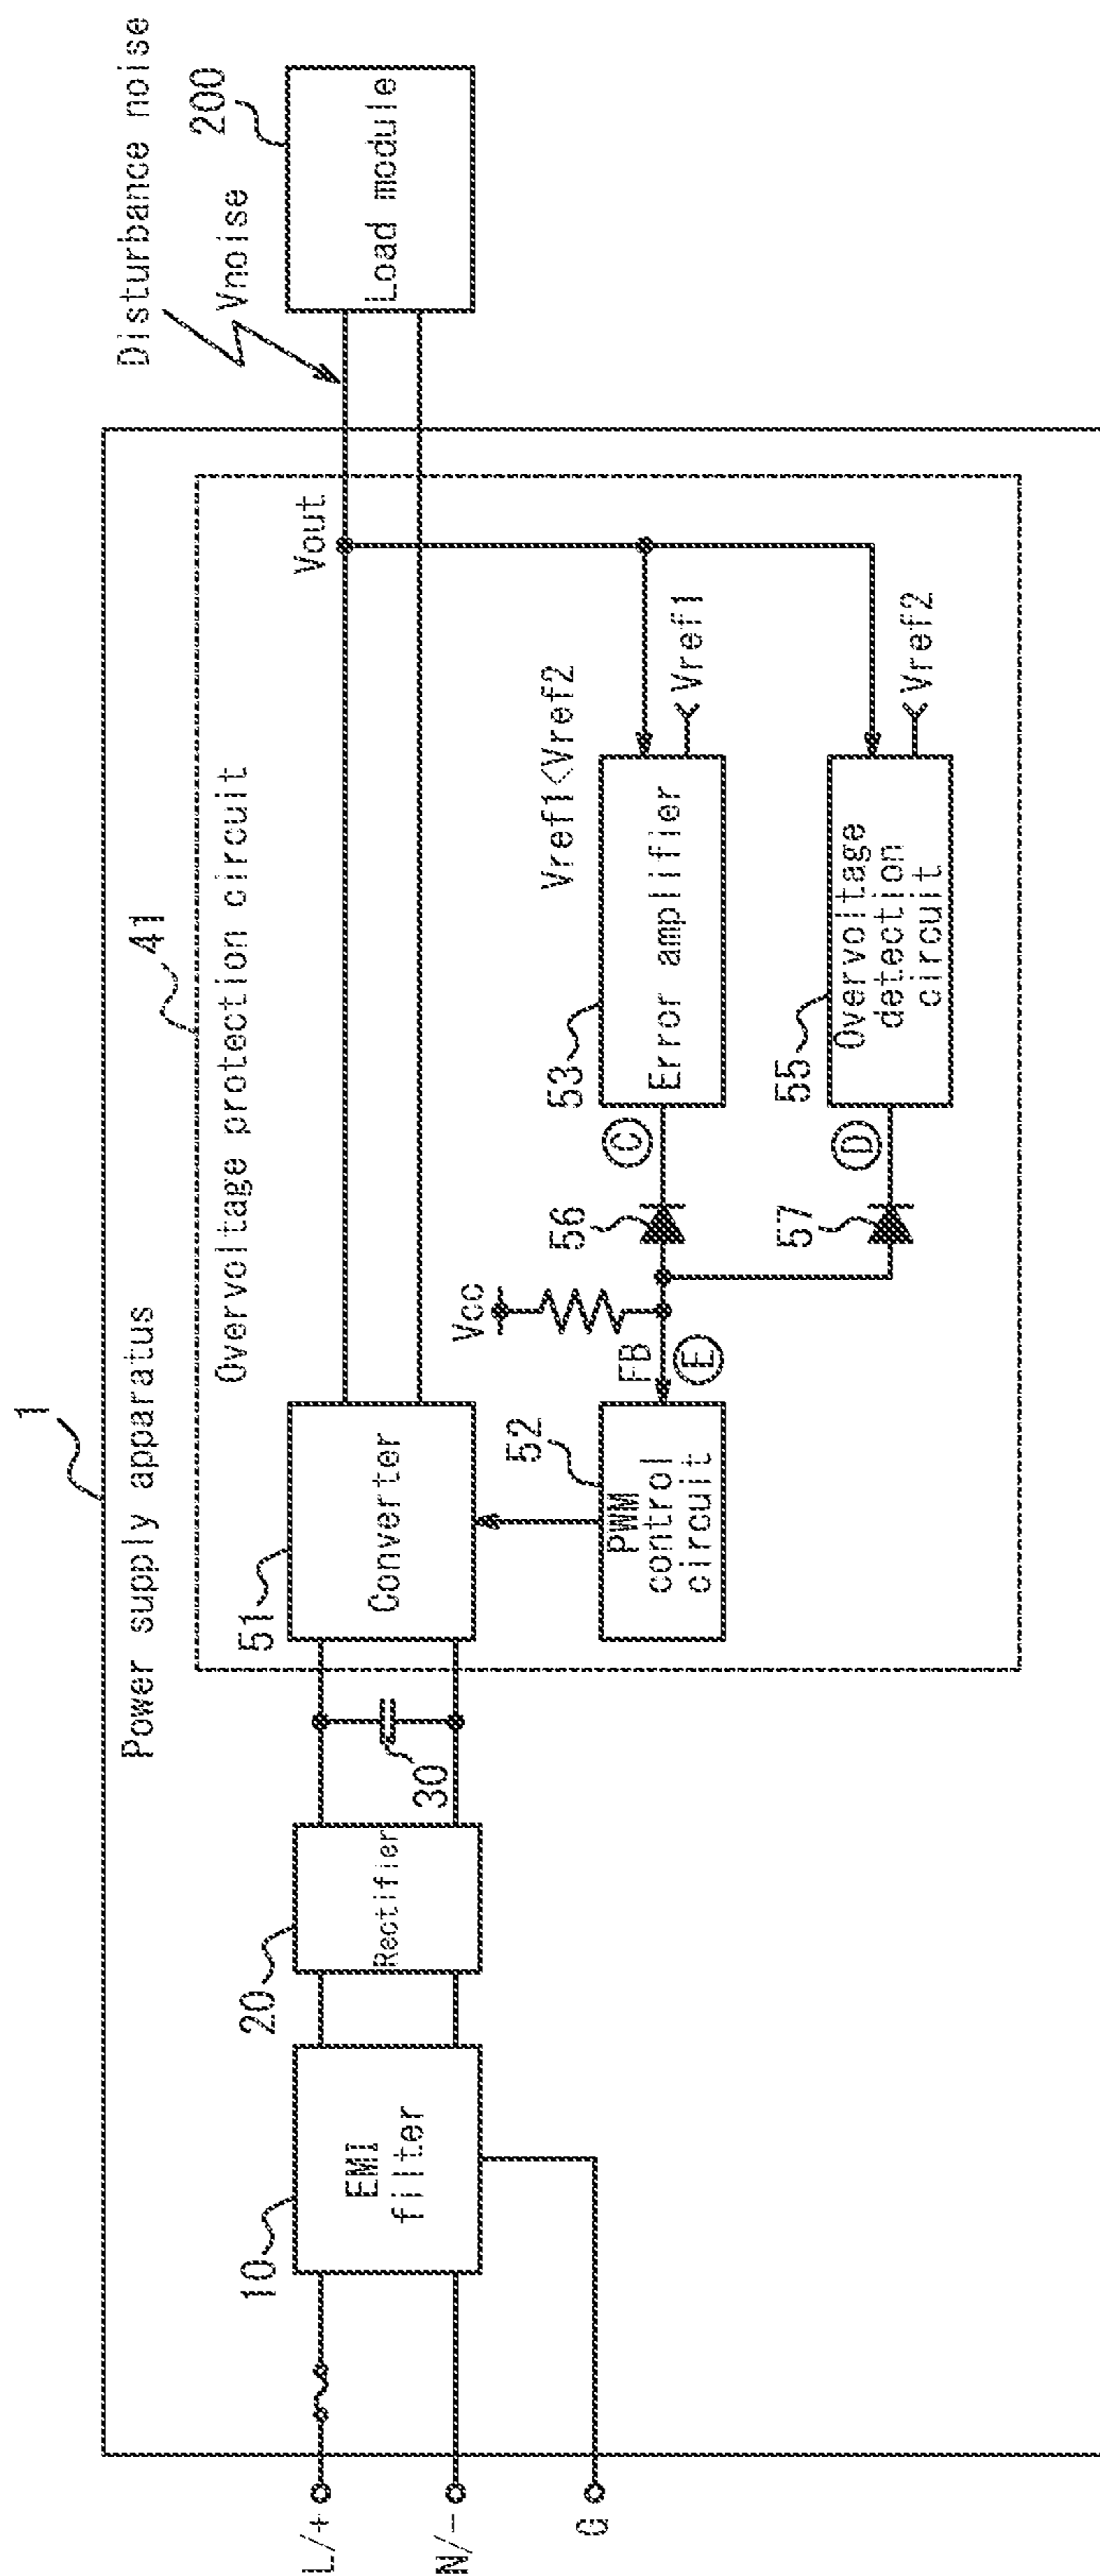 1
Power supply apparatus
41
Overvoltage protection circuit
Disturbance noise
Vnoise
200
Load module
Vout
L/+
N/-
G
10
EMI
filter
20
Rectifier
30
51
Converter
52
PWM
control
circuit
Vcc
FB
E
56
C
53
Error amplifier
Vref1<Vref2
Vref1
57
D
55
Overvoltage
detection
circuit
Vref2